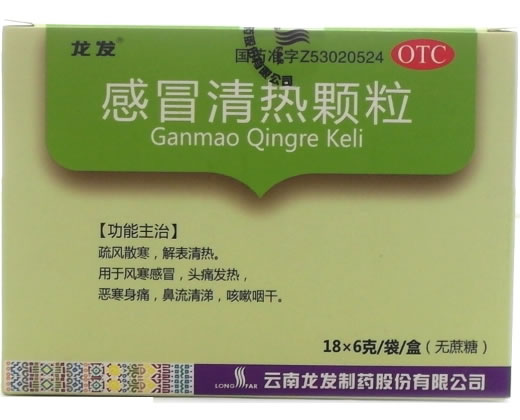 龙发
国药准字Z53020524
OTC
感冒清热颗粒
Ganmao Qingre Keli
【功能主治】
疏风散寒，解表清热。
用于风寒感冒，头痛发热，
恶寒身痛，鼻流清涕，咳嗽咽干。
18×6克/袋/盒（无蔗糖）
LONG FAR
云南龙发制药股份有限公司